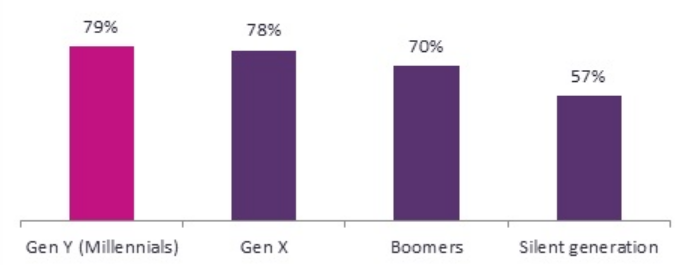 79%
78%
70%
57%
Gen Y (Millennials)
Gen X
Boomers
Silent generation